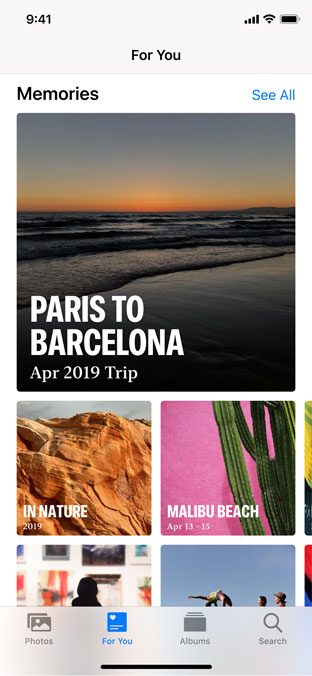 9:41
For You
Memories
See All
PARIS TO
BARCELONA
Apr 2019 Trip
IN NATURE
2019
MALIBU BEACH
Apr 13 - 15
Photos
For You
Albums
Search